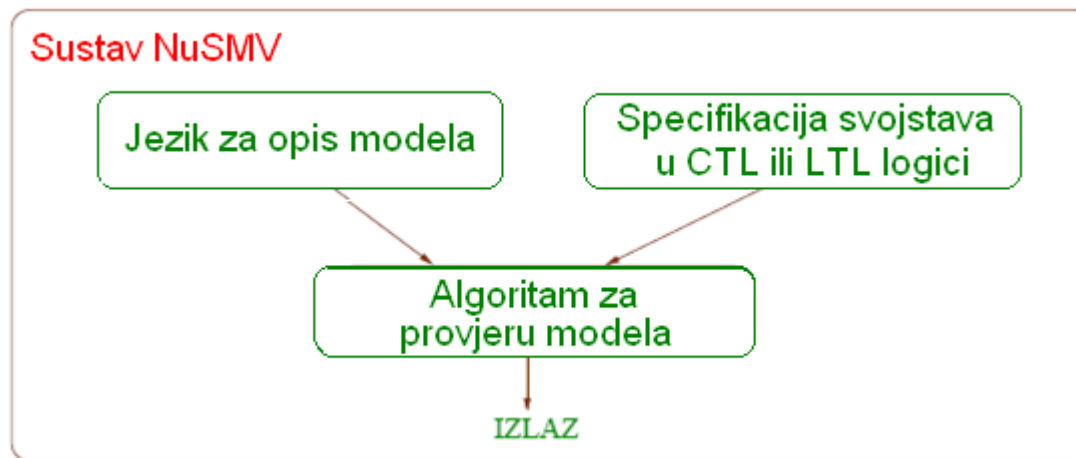 Sustav NuSMV
Jezik za opis modela
Specifikacija svojstava
u CTL ili LTL logici
Algoritam za
provjeru modela
IZLAZ